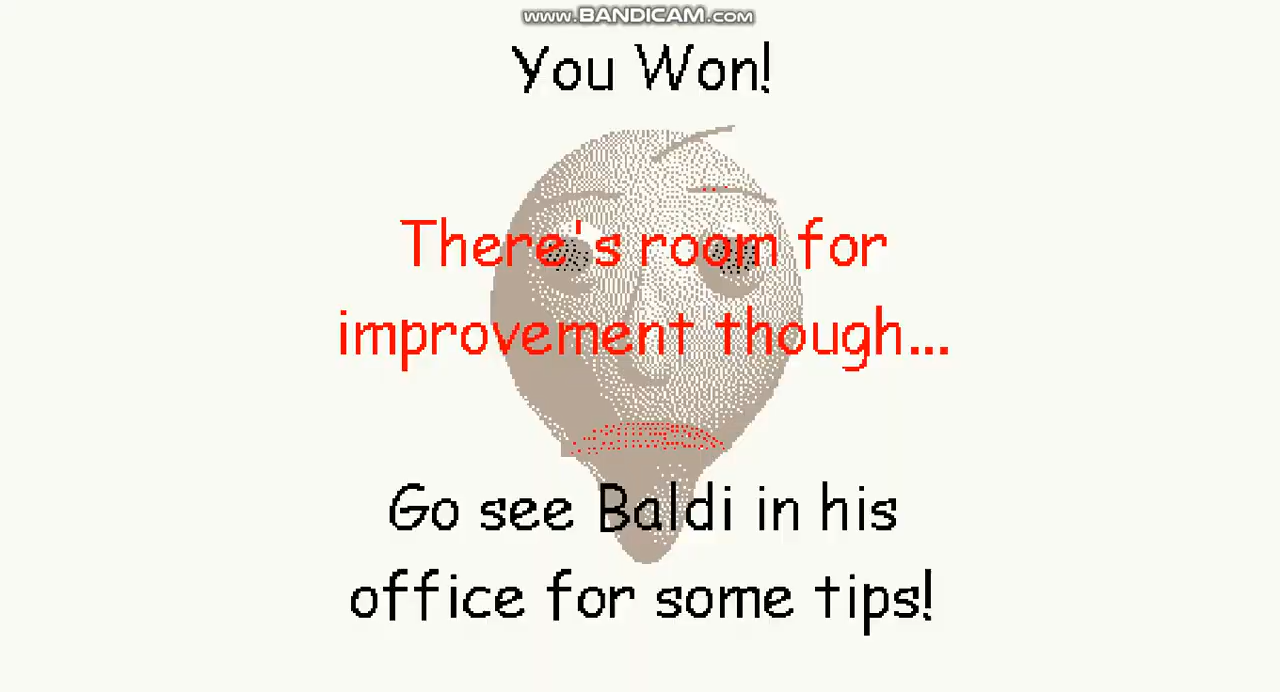 www.BANDICAM.com
You Won!
There's room for
improvement though...
Go see Baldi in his
office for some tips!